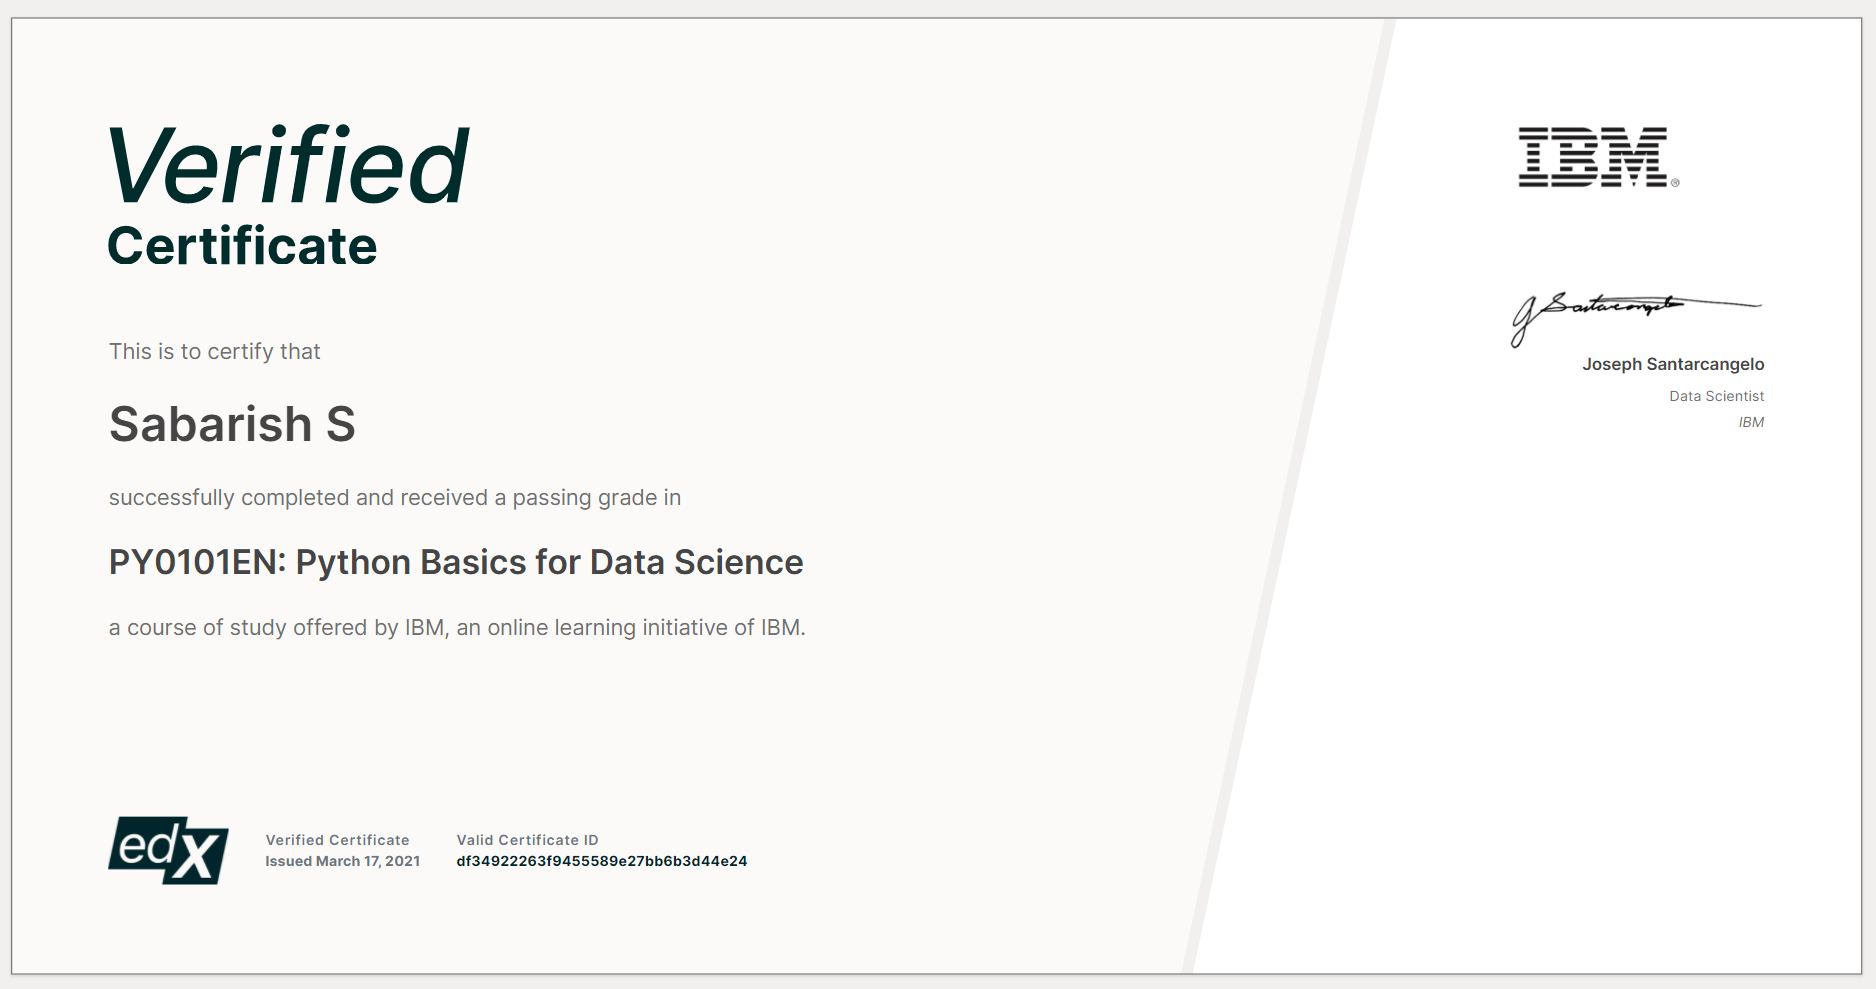 Verified
Certificate
This is to certify that
Sabarish S
successfully completed and received a passing grade in
PY0101EN: Python Basics for Data Science
a course of study offered by IBM, an online learning initiative of IBM.
edX
Verified Certificate
Issued March 17, 2021
Valid Certificate ID
df34922263f9455589e27bb6b3d44e24
IBM®
J Santarcangelo
Joseph Santarcangelo
Data Scientist
IBM